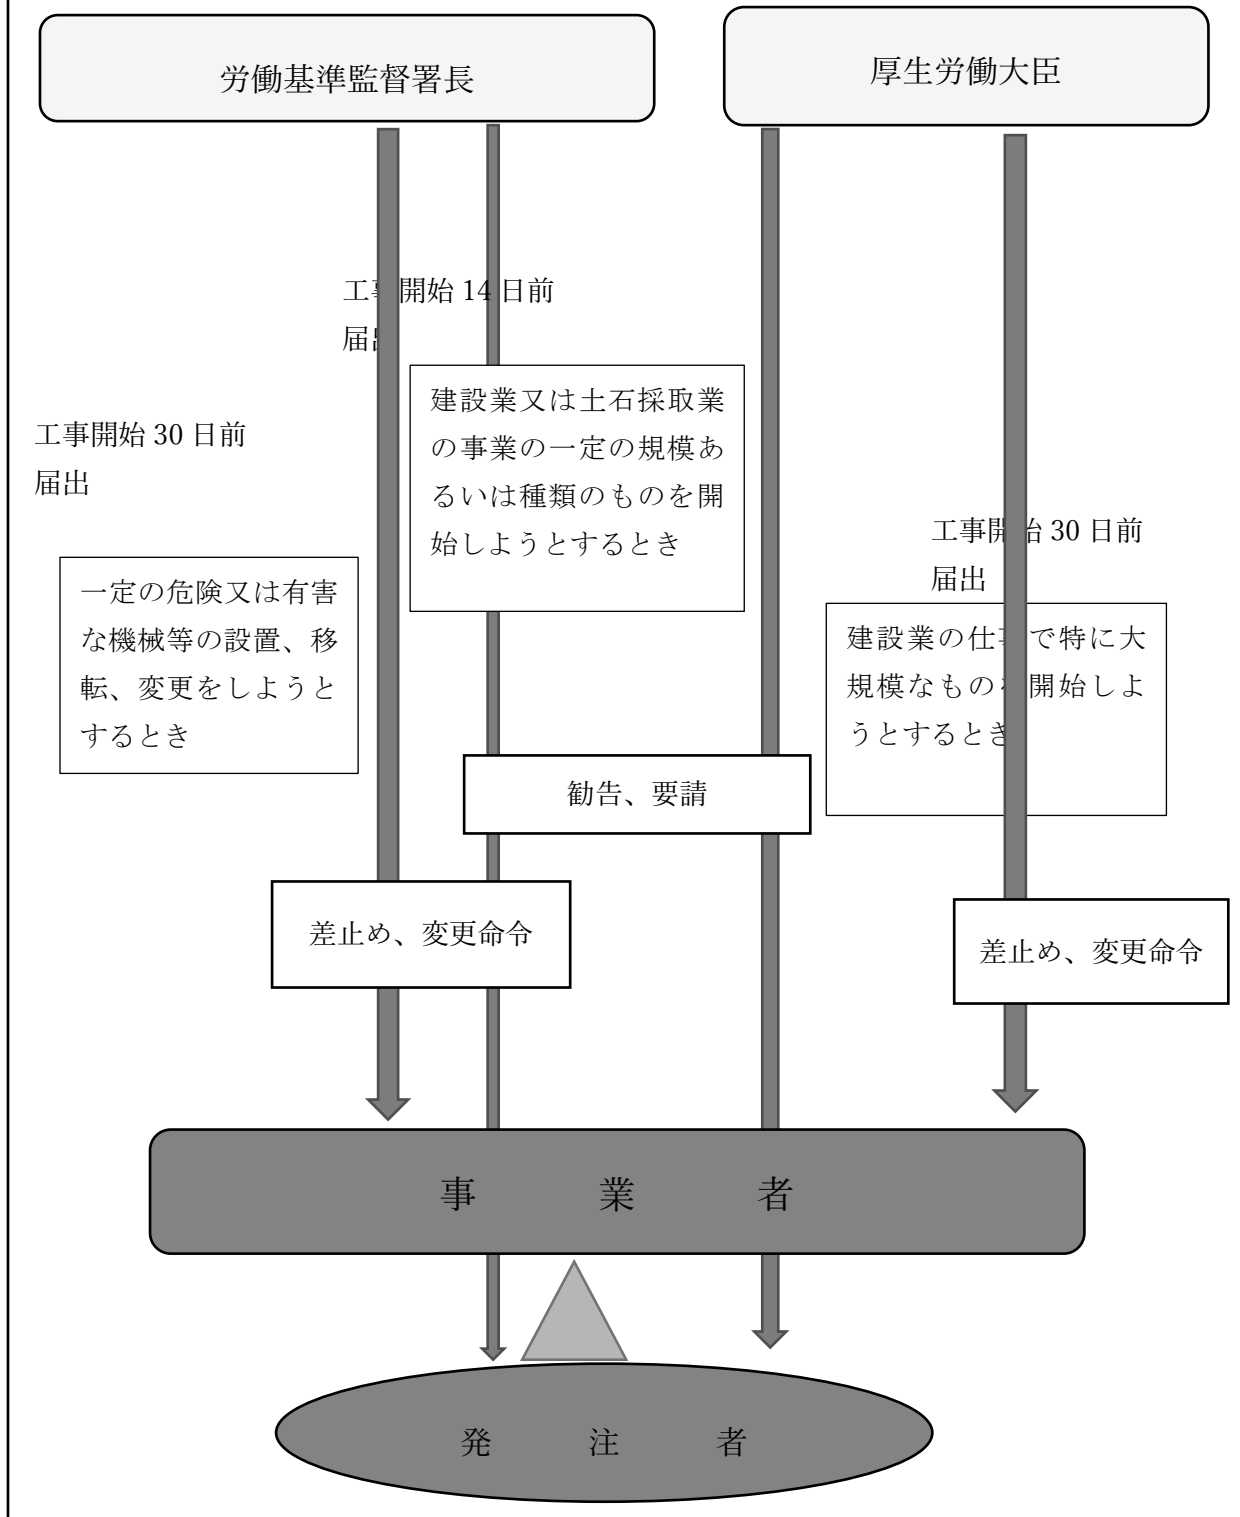 労働基準監督署長
厚生労働大臣
工事開始 14 日前
届出
建設業又は土石採取業
の事業の一定の規模あ
るいは種類のものを開
始しようとするとき
工事開始 30 日前
届出
一定の危険又は有害
な機械等の設置、移
転、変更をしようと
するとき
工事開始 30 日前
届出
建設業の仕事で特に大
規模なものを開始しよ
うとするとき
勧告、要請
差止め、変更命令
差止め、変更命令
事業者
発注者